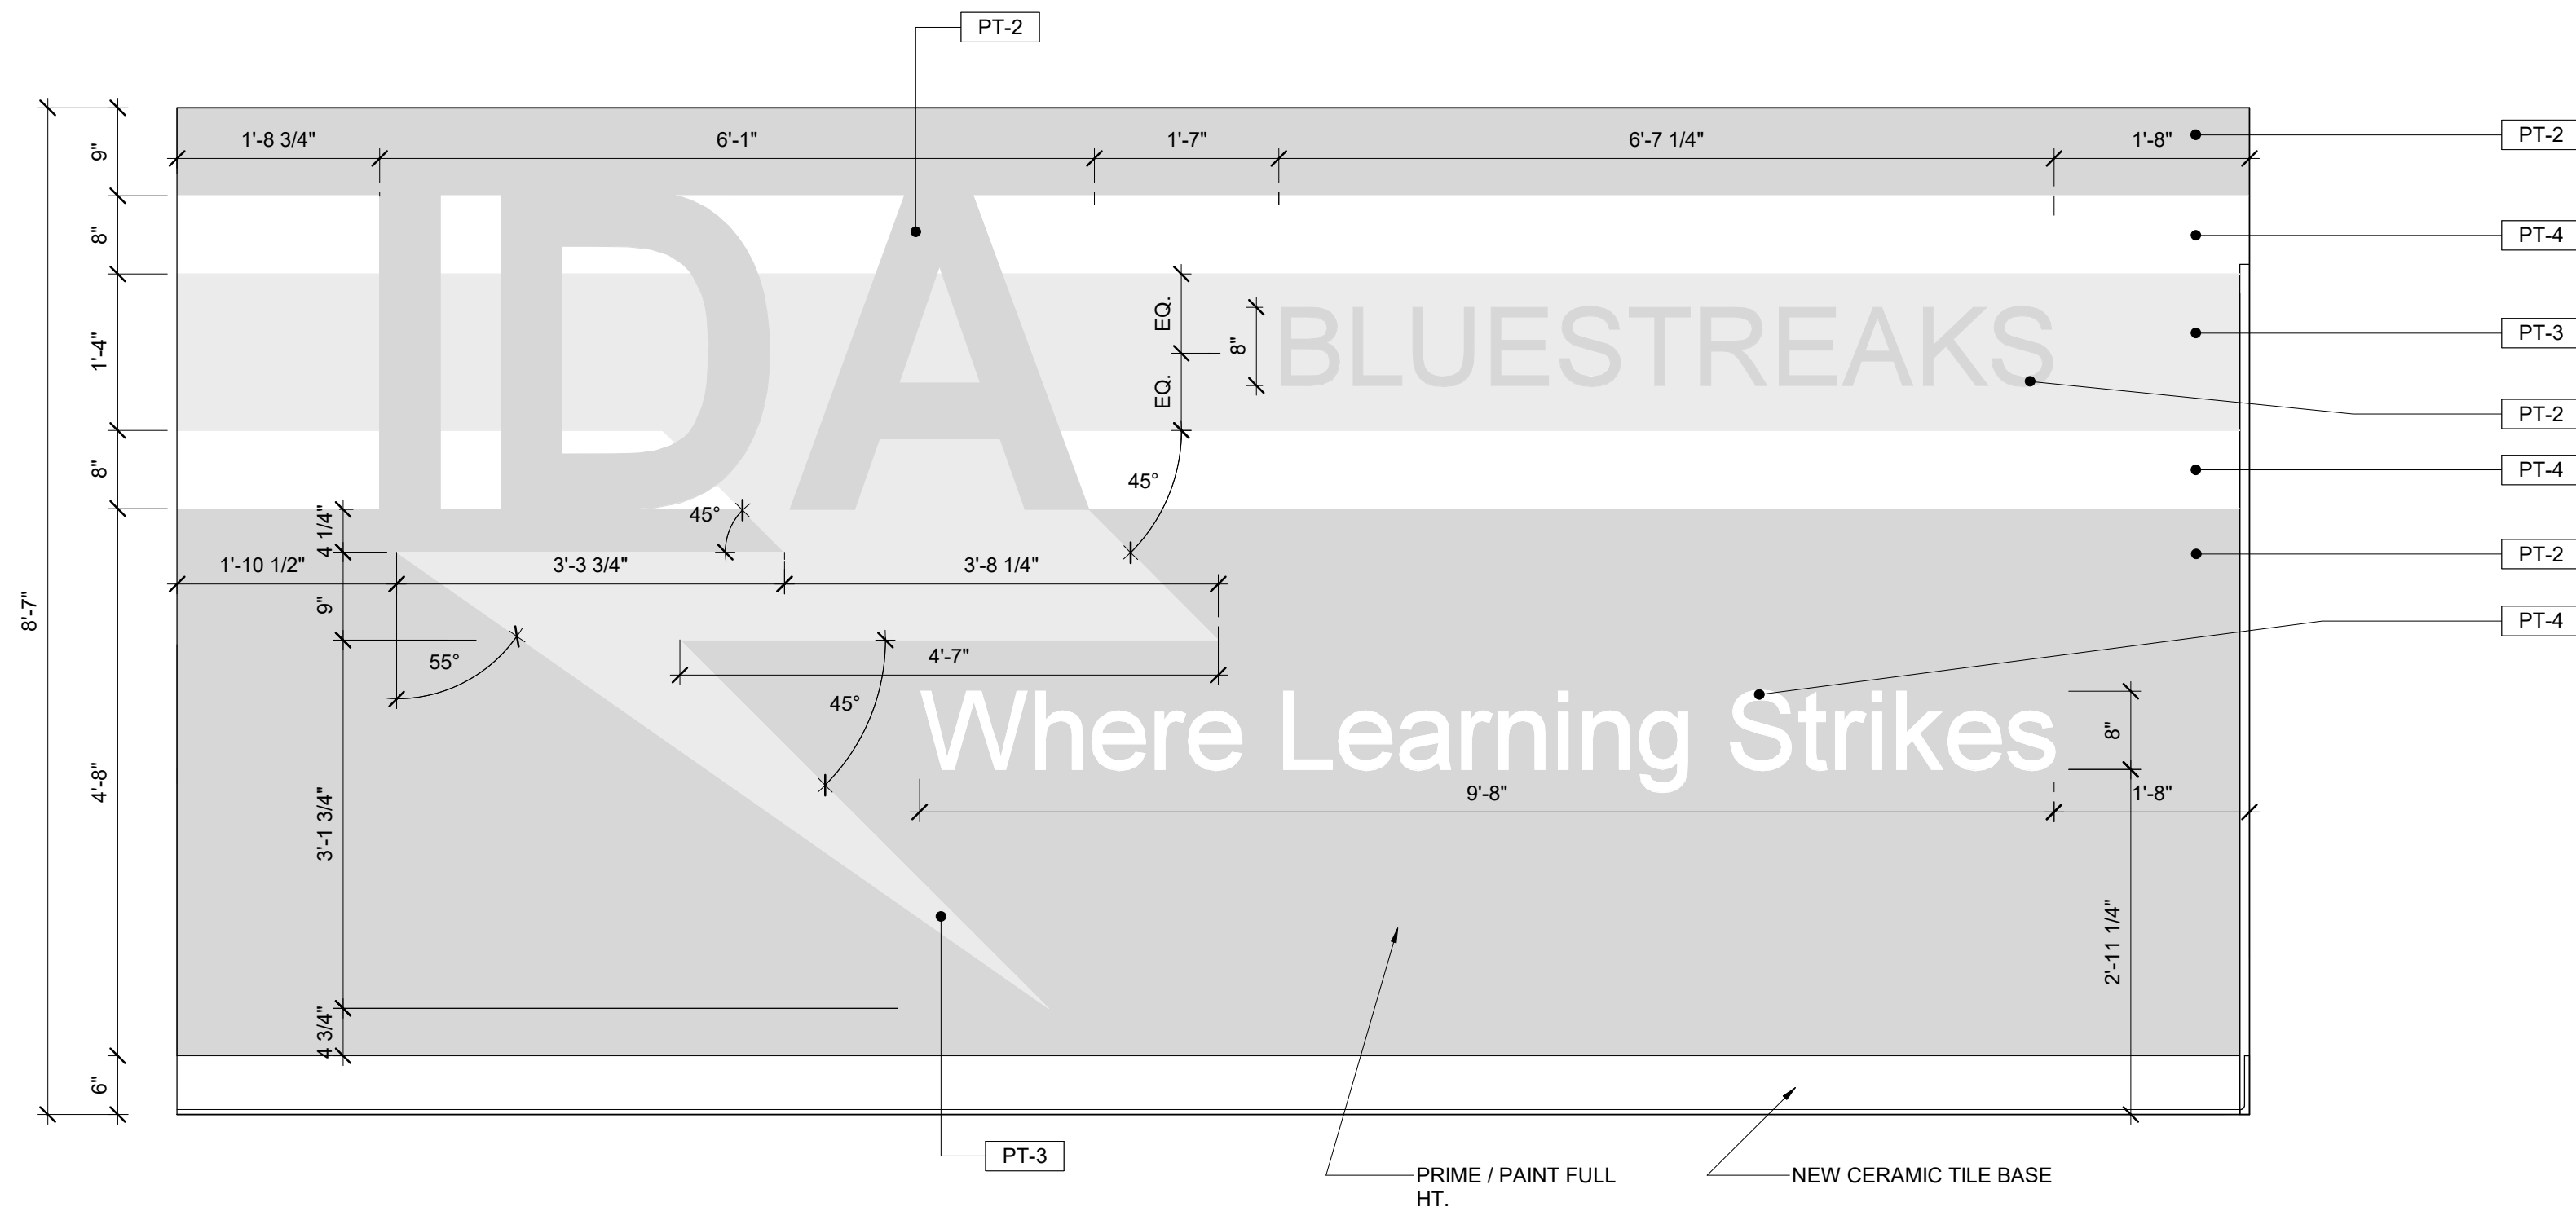 PT-2
1'-8 3/4"
6'-1"
1'-7"
6'-7 1/4"
1'-8"
PT-2
9"
8"
PT-4
IDA
1'-4"
EQ.
EQ.
8"
BLUESTREAKS
PT-3
PT-2
8"
45°
PT-4
4 1/4"
45°
1'-10 1/2"
3'-3 3/4"
3'-8 1/4"
PT-2
8'-7"
9"
PT-4
55°
4'-7"
45°
Where Learning Strikes
8"
4'-8"
9'-8"
1'-8"
3'-1 3/4"
2'-11 1/4"
4 3/4"
6"
PT-3
PRIME / PAINT FULL
HT.
NEW CERAMIC TILE BASE